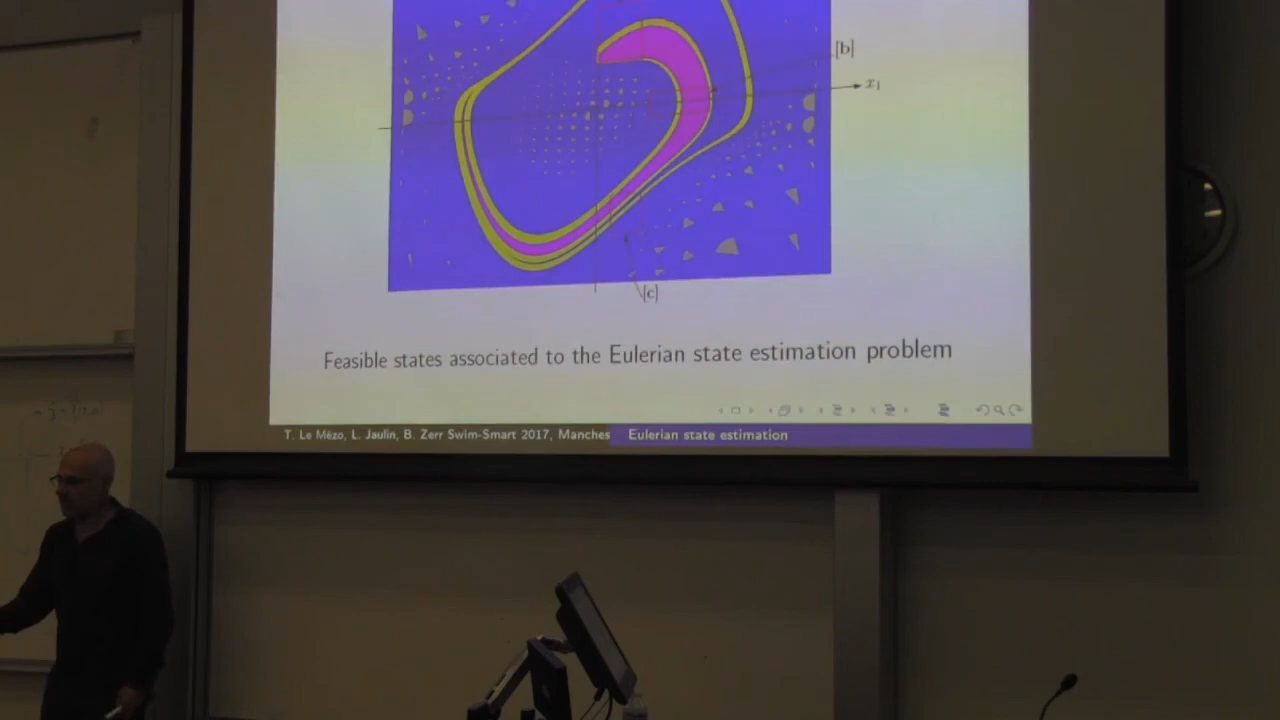 [b]
x1
[c]
Feasible states associated to the Eulerian state estimation problem
T. Le Mézo, L. Jaulin, B. Zerr Swim-Smart 2017, Manches
Eulerian state estimation